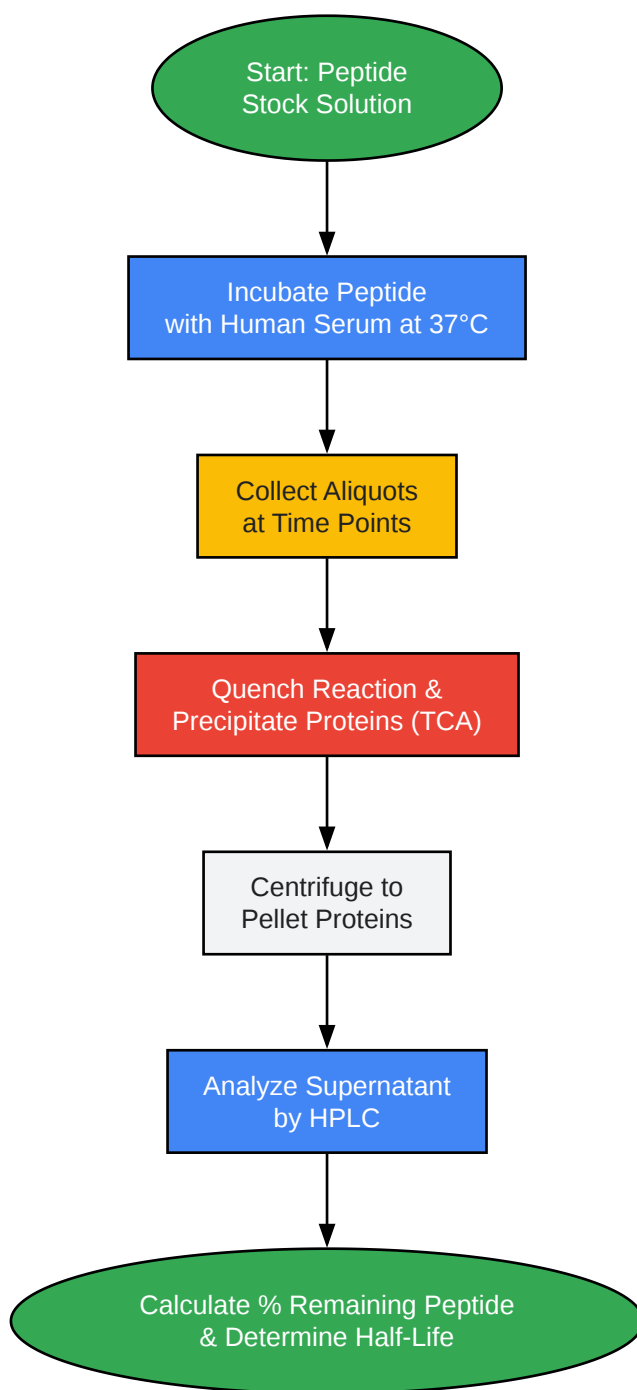 Start: Peptide
Stock Solution
Incubate Peptide
with Human Serum at 37°C
Collect Aliquots
at Time Points
Quench Reaction &
Precipitate Proteins (TCA)
Centrifuge to
Pellet Proteins
Analyze Supernatant
by HPLC
Calculate % Remaining Peptide
& Determine Half-Life